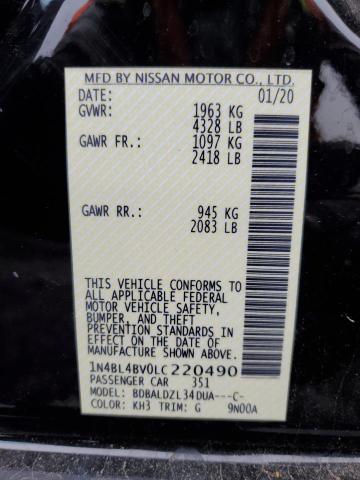 MFD BY NISSAN MOTOR CO., LTD.
DATE: 01/20
GVWR: 1963 KG
4328 LB
GAWR FR.: 1097 KG
2418 LB
GAWR RR.: 945 KG
2083 LB
THIS VEHICLE CONFORMS TO
ALL APPLICABLE FEDERAL
MOTOR VEHICLE SAFETY,
BUMPER, AND THEFT
PREVENTION STANDARDS IN
EFFECT ON THE DATE OF
MANUFACTURE SHOWN ABOVE.
1N4BL4BV0LC220490
PASSENGER CAR 351
MODEL: BDBALDZL34DUA---C-
COLOR: KH3 TRIM: G 9N00A